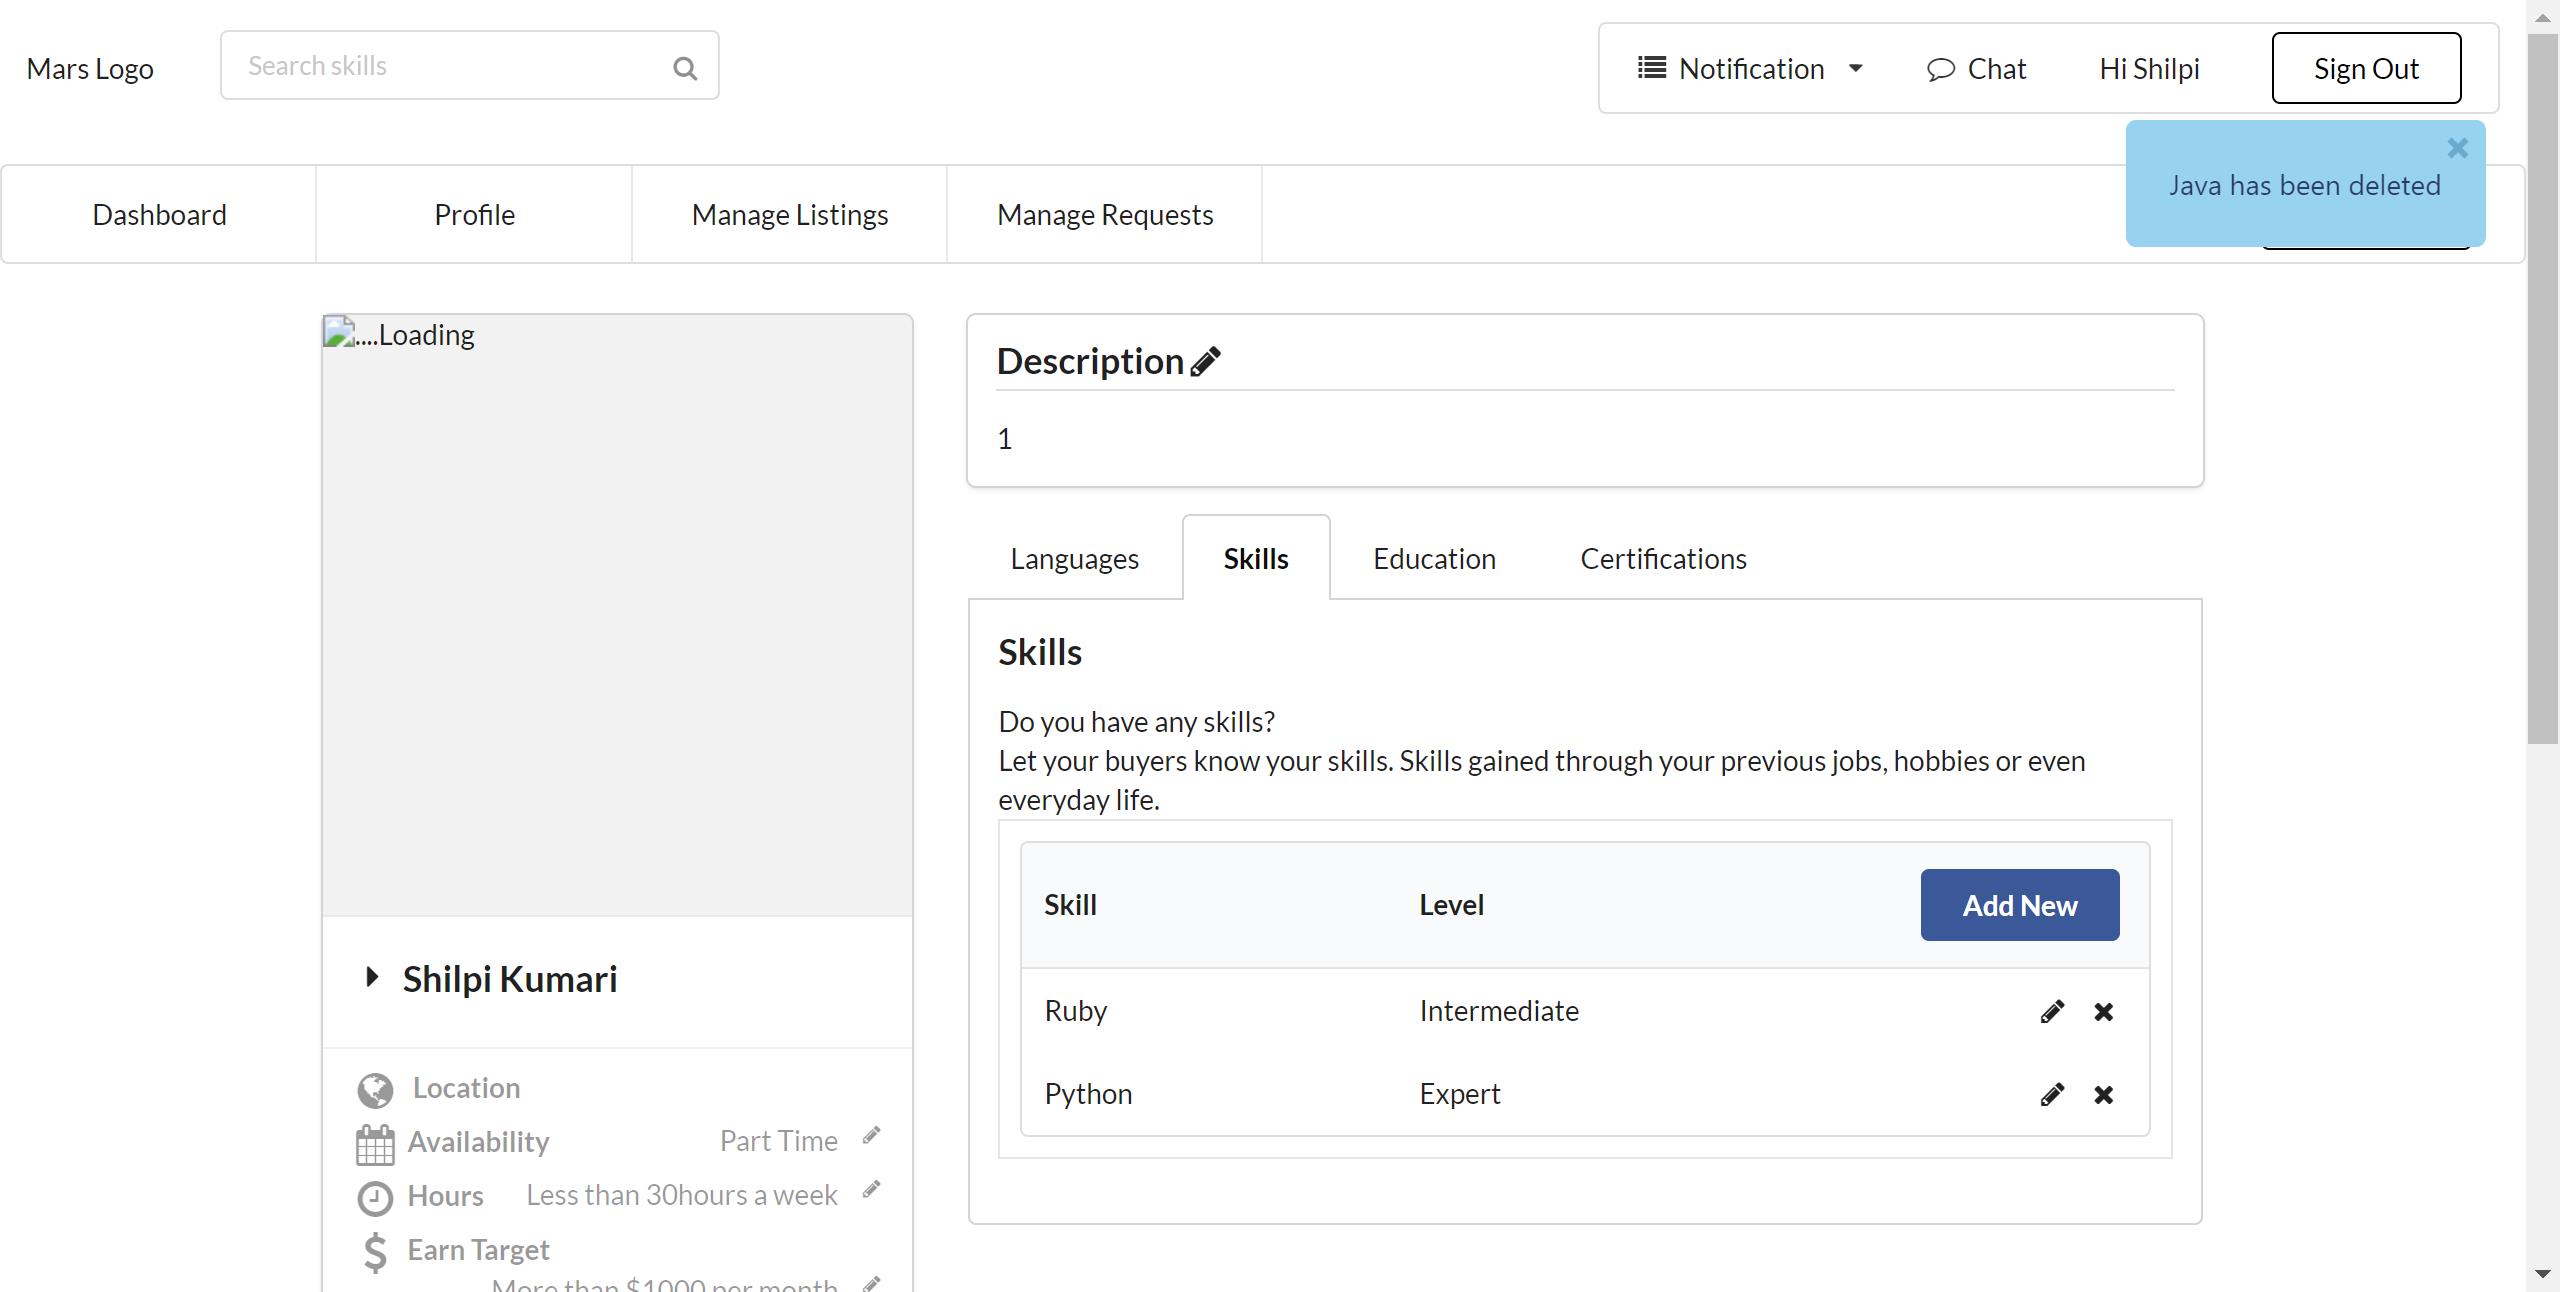 Mars Logo
Search skills
Notification
Chat
Hi Shilpi
Sign Out
Java has been deleted
Dashboard
Profile
Manage Listings
Manage Requests
....Loading
Description
1
Languages
Skills
Education
Certifications
Skills
Do you have any skills?
Let your buyers know your skills. Skills gained through your previous jobs, hobbies or even
everyday life.
Skill
Level
Add New
Ruby
Intermediate
Python
Expert
Shilpi Kumari
Location
Availability
Part Time
Hours
Less than 30hours a week
Earn Target
More than $1000 per month